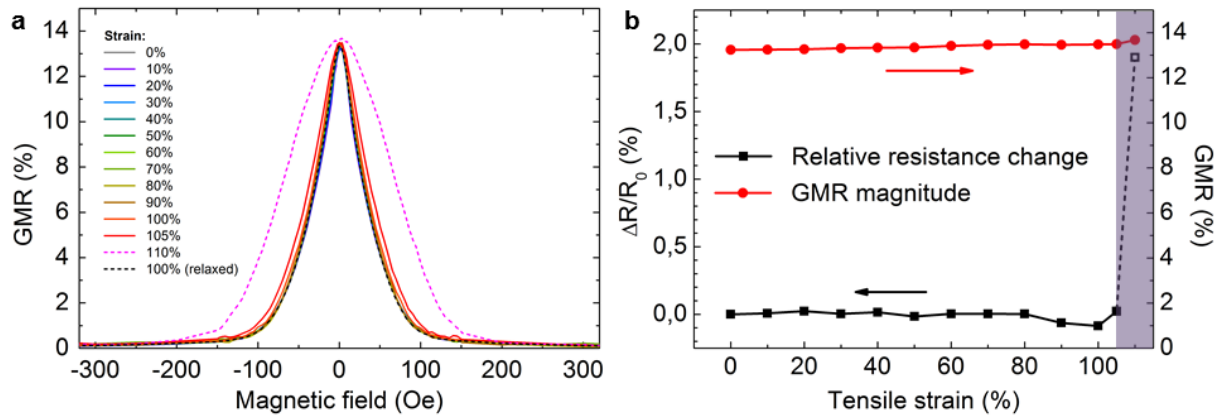 a
14
12
10
8
6
4
2
0
GMR (%)
Strain:
0%
10%
20%
30%
40%
50%
60%
70%
80%
90%
100%
105%
110%
100% (relaxed)
-300 -200 -100 0 100 200 300
Magnetic field (Oe)
b
2,0
1,5
1,0
0,5
0,0
ΔR/R0 (%)
Relative resistance change
GMR magnitude
14
12
10
8
6
4
2
0
GMR (%)
0 20 40 60 80 100
Tensile strain (%)